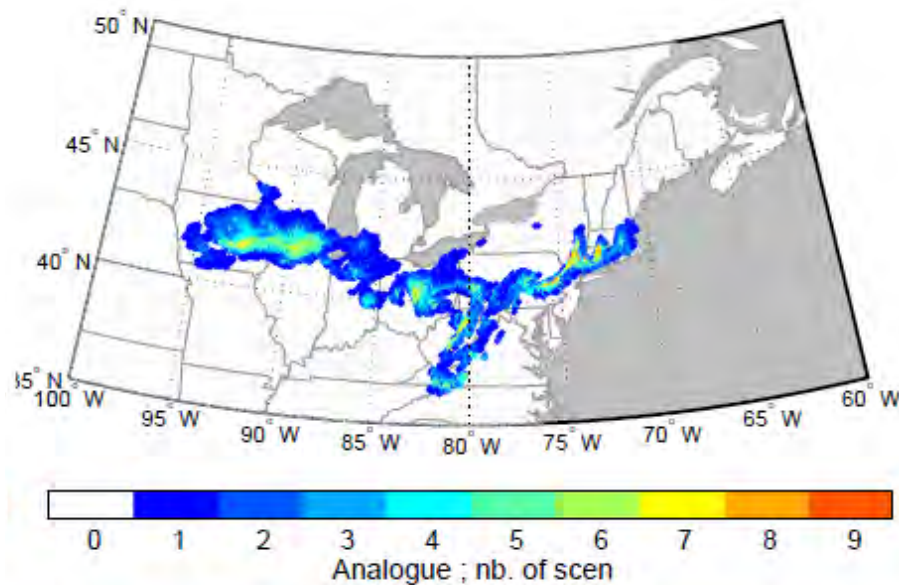 50° N
45° N
40° N
35° N
100° W
95° W
90° W
85° W
80° W
75° W
70° W
65° W
60° W
0 1 2 3 4 5 6 7 8 9
Analogue ; nb. of scen